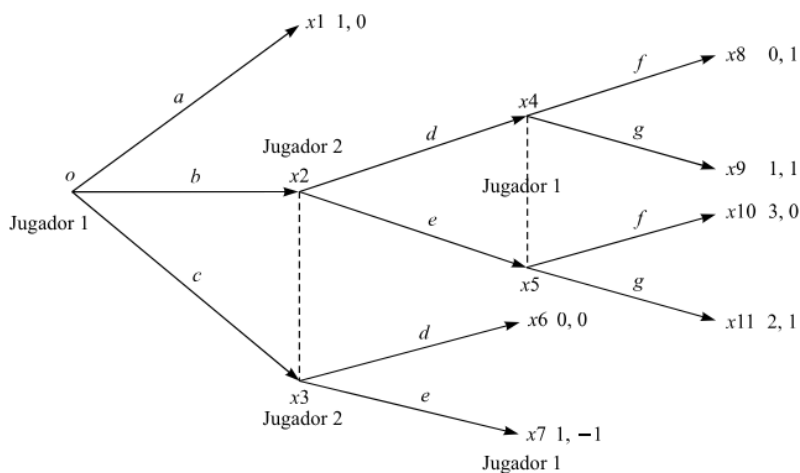 x1 1, 0
a
f
x8 0, 1
x4
d
g
Jugador 2
o
b
x2
x9 1, 1
Jugador 1
Jugador 1
e
f
x10 3, 0
c
x5
g
x6 0, 0
x11 2, 1
d
x3
e
Jugador 2
x7 1, −1
Jugador 1